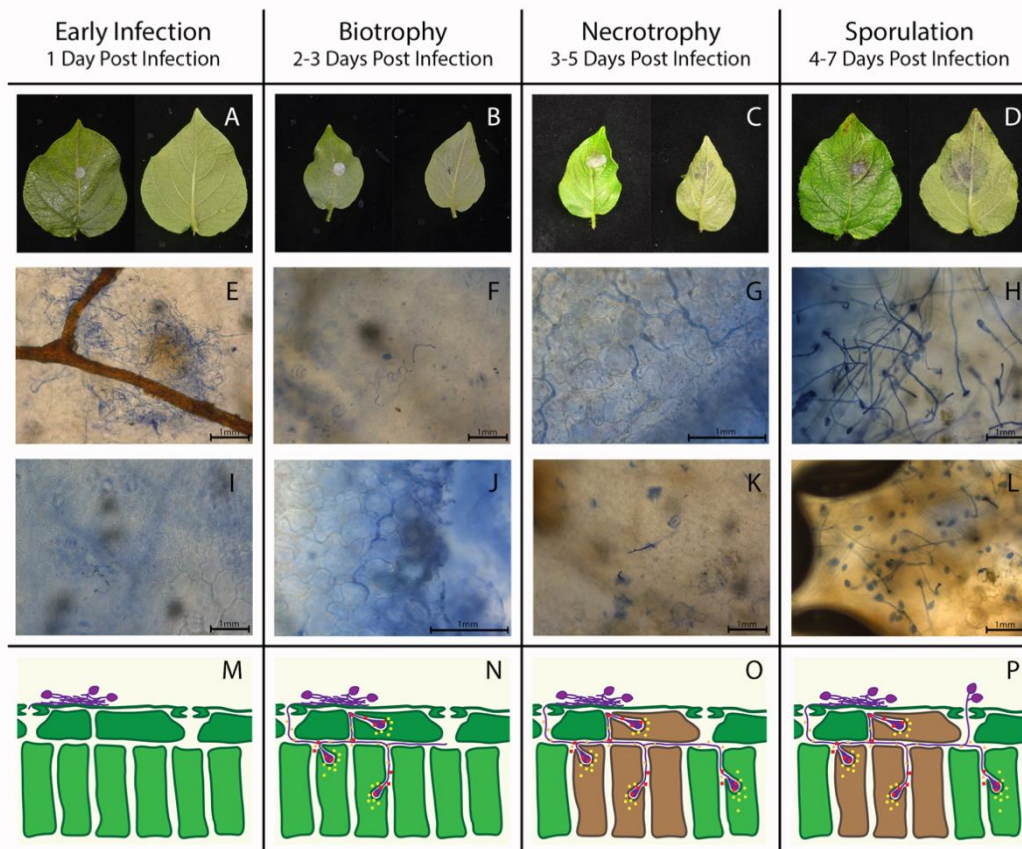 Early Infection
1 Day Post Infection
Biotrophy
2-3 Days Post Infection
Necrotrophy
3-5 Days Post Infection
Sporulation
4-7 Days Post Infection
A
B
C
D
E
1mm
F
1mm
G
1mm
H
1mm
I
1mm
J
1mm
K
1mm
L
1mm
M
N
O
P